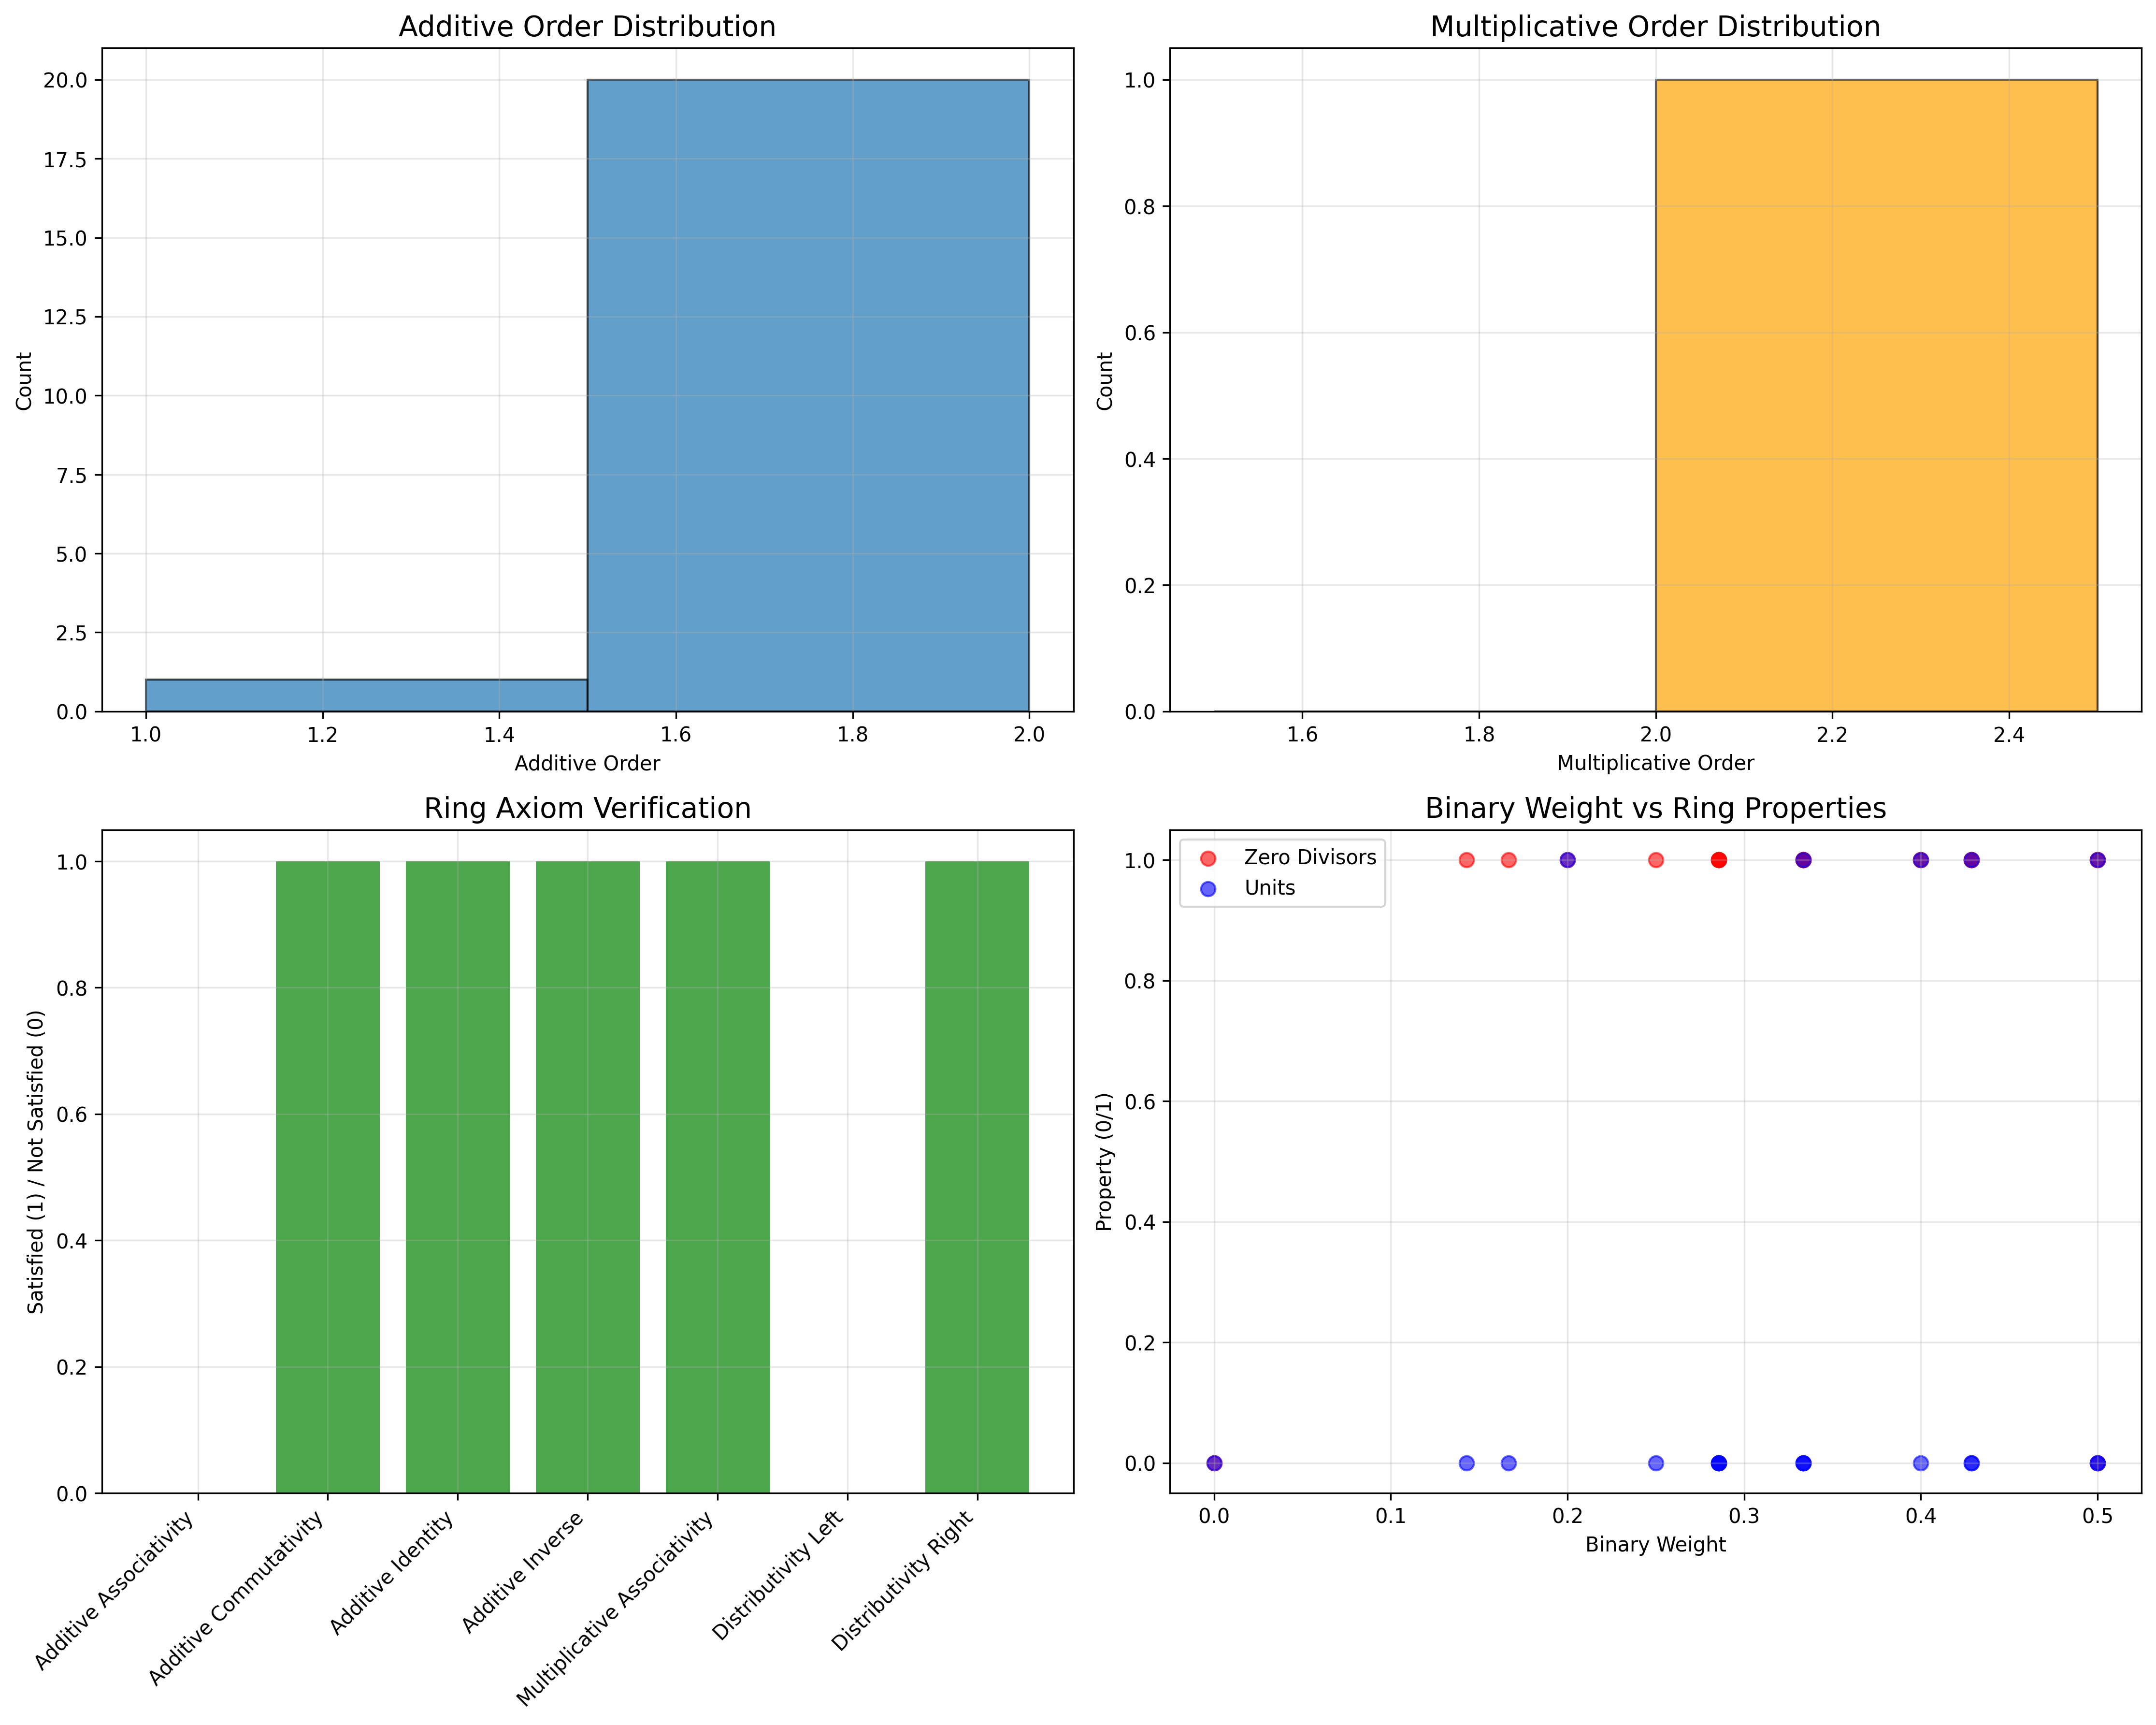 Additive Order Distribution
20.0
17.5
15.0
12.5
10.0
7.5
5.0
2.5
0.0
Count
1.0 1.2 1.4 1.6 1.8 2.0
Additive Order
Multiplicative Order Distribution
1.0
0.8
0.6
0.4
0.2
0.0
Count
1.6 1.8 2.0 2.2 2.4
Multiplicative Order
Ring Axiom Verification
1.0
0.8
0.6
0.4
0.2
0.0
Satisfied (1) / Not Satisfied (0)
Additive Associativity
Additive Commutativity
Additive Identity
Additive Inverse
Multiplicative Associativity
Distributivity Left
Distributivity Right
Binary Weight vs Ring Properties
Zero Divisors
Units
1.0
0.8
0.6
0.4
0.2
0.0
Property (0/1)
0.0 0.1 0.2 0.3 0.4 0.5
Binary Weight